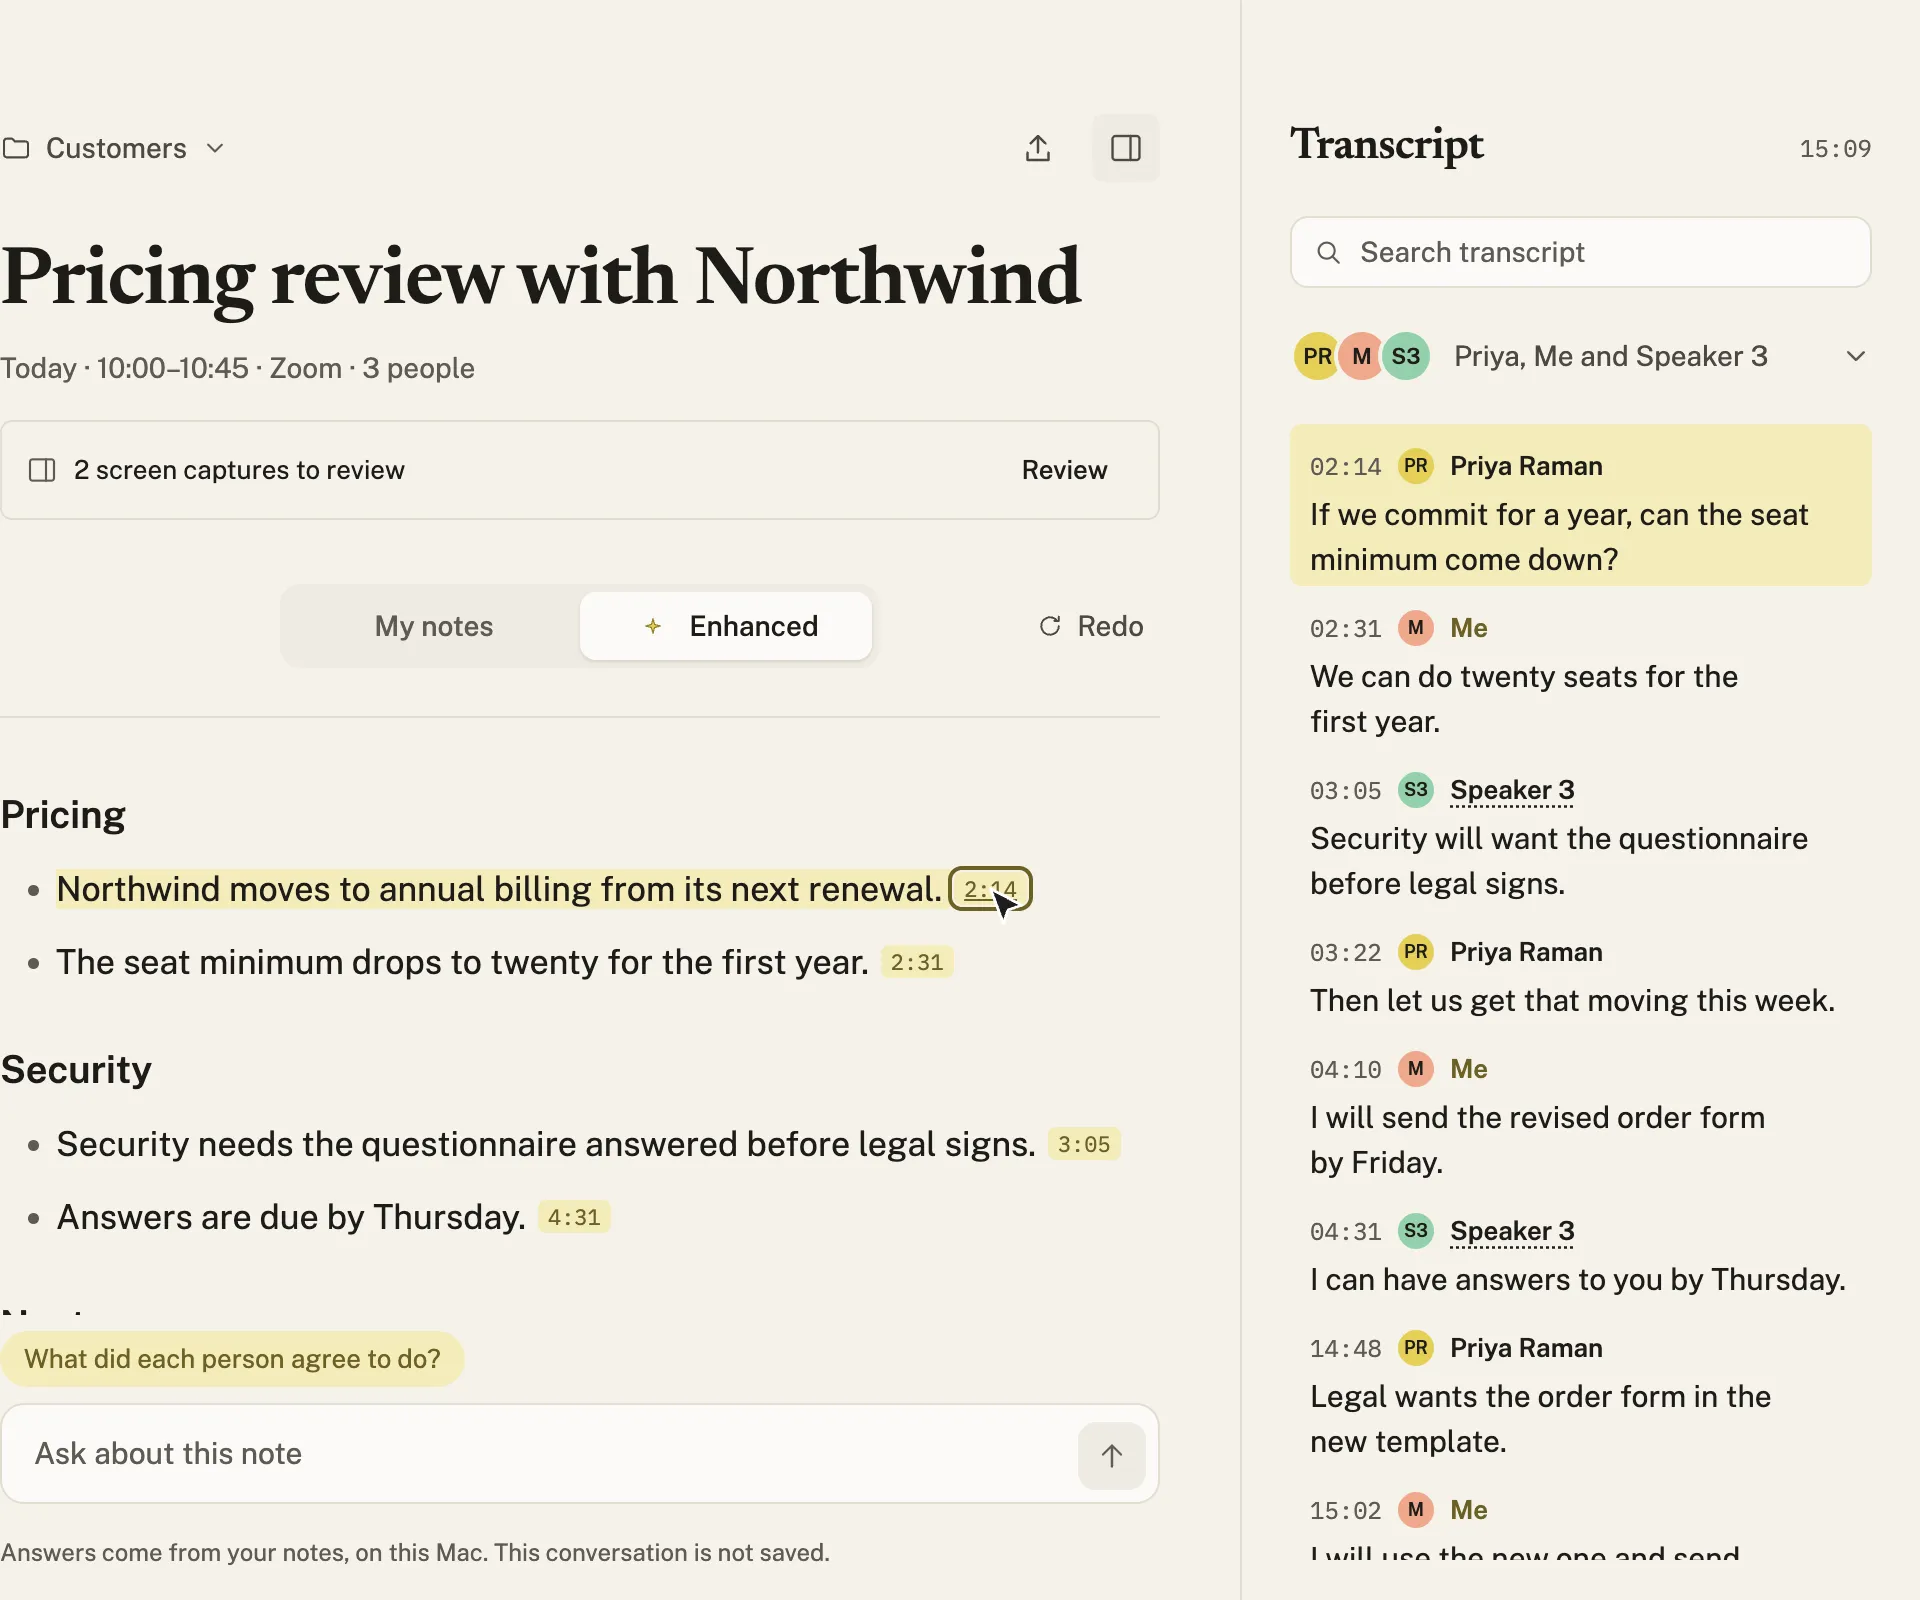 Customers
Pricing review with Northwind
Today · 10:00–10:45 · Zoom · 3 people
2 screen captures to review
Review
My notes
Enhanced
Redo
Pricing
Northwind moves to annual billing from its next renewal. 2:14
The seat minimum drops to twenty for the first year. 2:31
Security
Security needs the questionnaire answered before legal signs. 3:05
Answers are due by Thursday. 4:31
What did each person agree to do?
Ask about this note
Answers come from your notes, on this Mac. This conversation is not saved.
Transcript
15:09
Search transcript
PR M S3 Priya, Me and Speaker 3
02:14 PR Priya Raman
If we commit for a year, can the seat
minimum come down?
02:31 M Me
We can do twenty seats for the
first year.
03:05 S3 Speaker 3
Security will want the questionnaire
before legal signs.
03:22 PR Priya Raman
Then let us get that moving this week.
04:10 M Me
I will send the revised order form
by Friday.
04:31 S3 Speaker 3
I can have answers to you by Thursday.
14:48 PR Priya Raman
Legal wants the order form in the
new template.
15:02 M Me
I will use the new one and send